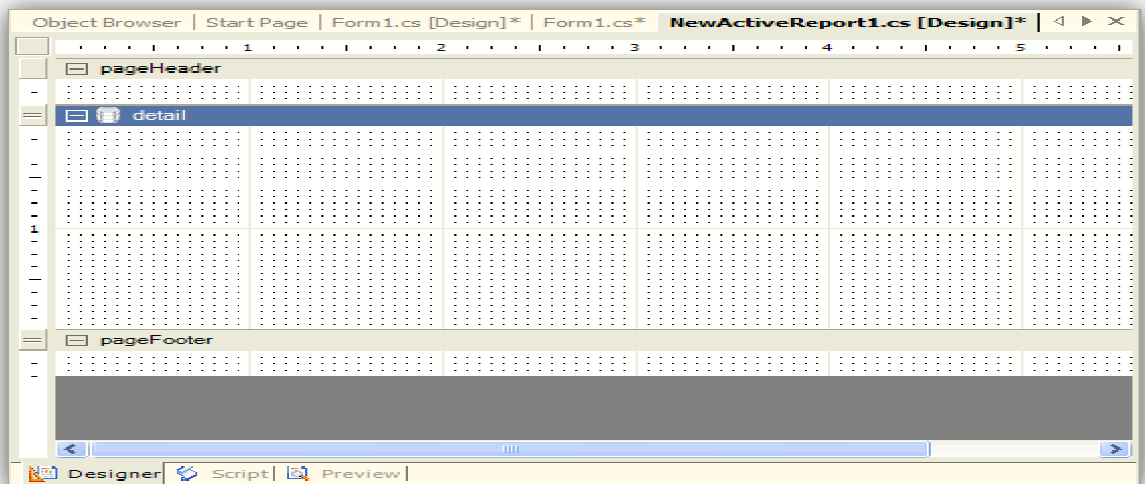 Object Browser | Start Page | Form1.cs [Design]* | Form1.cs* NewActiveReport1.cs [Design]*
1 2 3 4 5
pageHeader
detail
1
pageFooter
Designer Script Preview